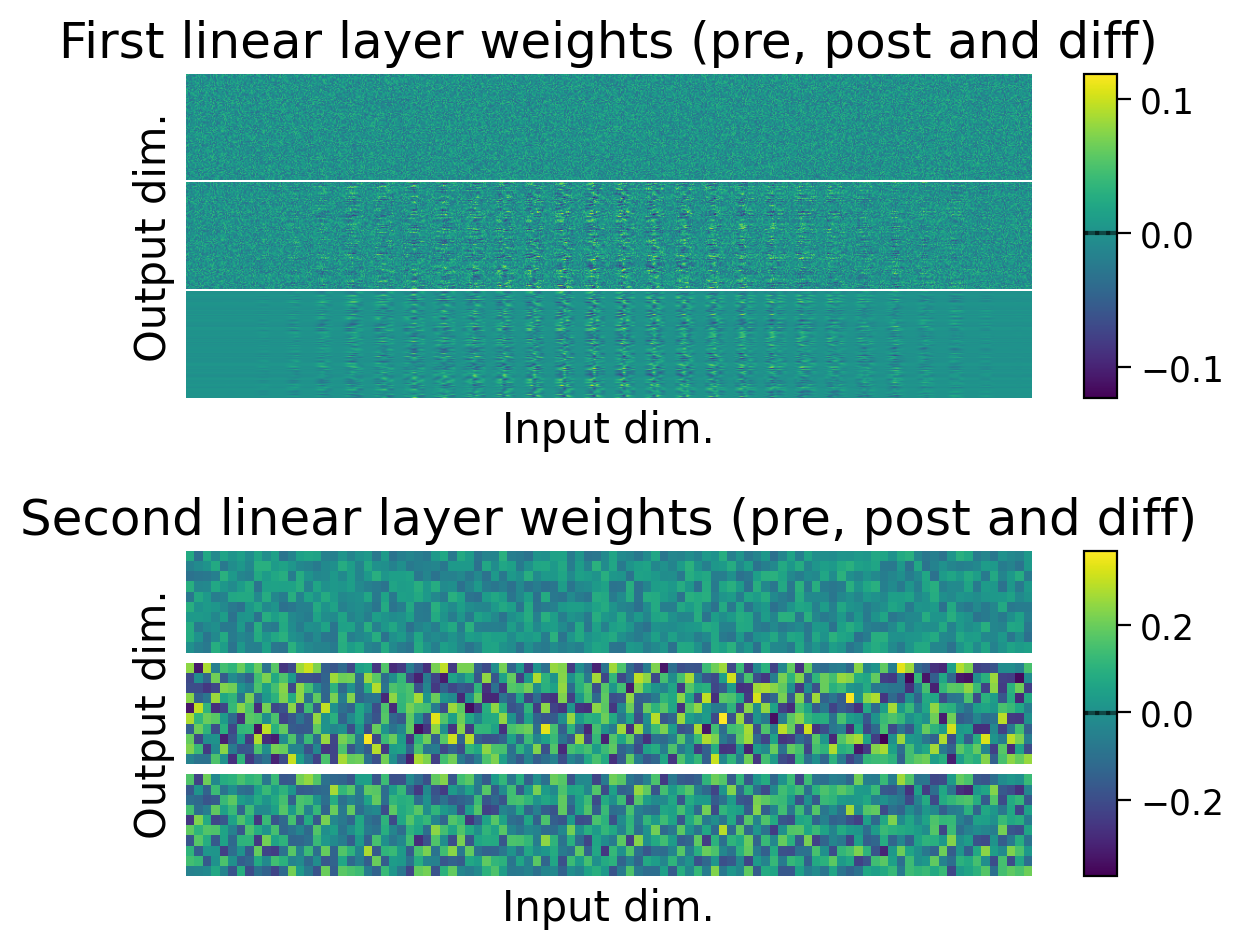 First linear layer weights (pre, post and diff)
Output dim.
0.1
0.0
−0.1
Input dim.
Second linear layer weights (pre, post and diff)
Output dim.
0.2
0.0
−0.2
Input dim.